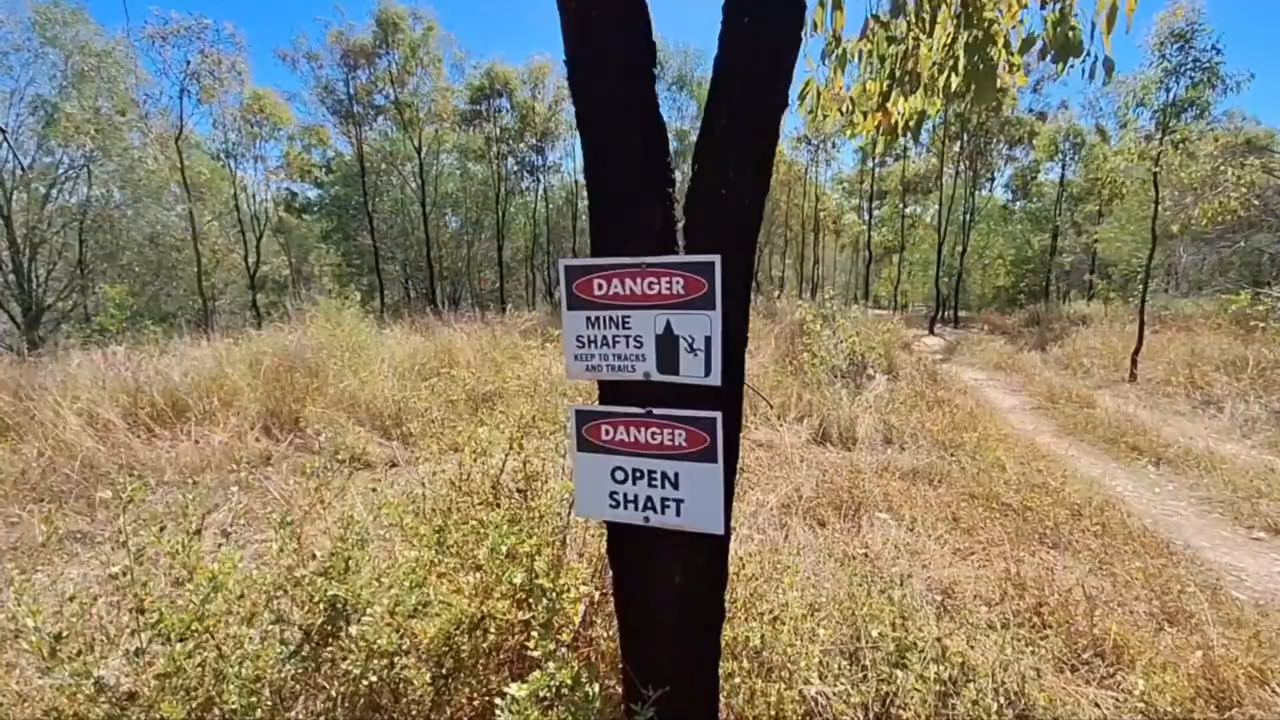 DANGER
MINE
SHAFTS
KEEP TO TRACKS
AND TRAILS
DANGER
OPEN
SHAFT